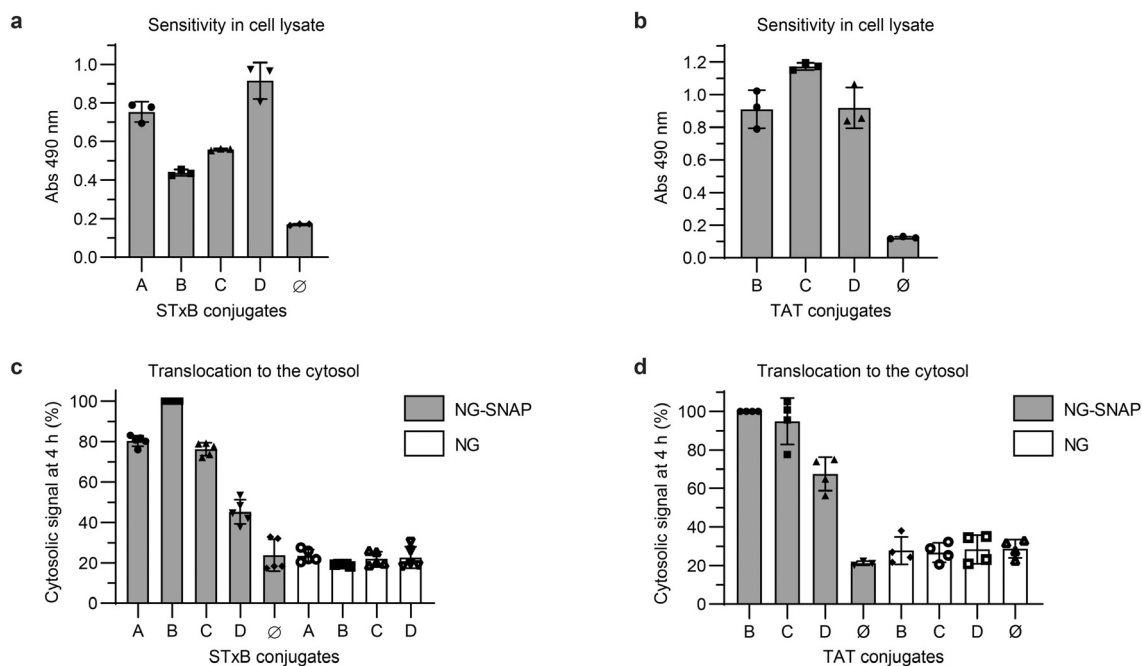 a
Sensitivity in cell lysate
Abs 490 nm
1.0
0.8
0.6
0.4
0.2
0.0
A B C D ∅
STxB conjugates
b
Sensitivity in cell lysate
Abs 490 nm
1.2
1.0
0.8
0.6
0.4
0.2
0.0
B C D Ø
TAT conjugates
c
Translocation to the cytosol
Cytosolic signal at 4 h (%)
100
80
60
40
20
0
A B C D ∅ A B C D
STxB conjugates
NG-SNAP
NG
d
Translocation to the cytosol
Cytosolic signal at 4 h (%)
100
80
60
40
20
0
B C D Ø B C D Ø
TAT conjugates
NG-SNAP
NG